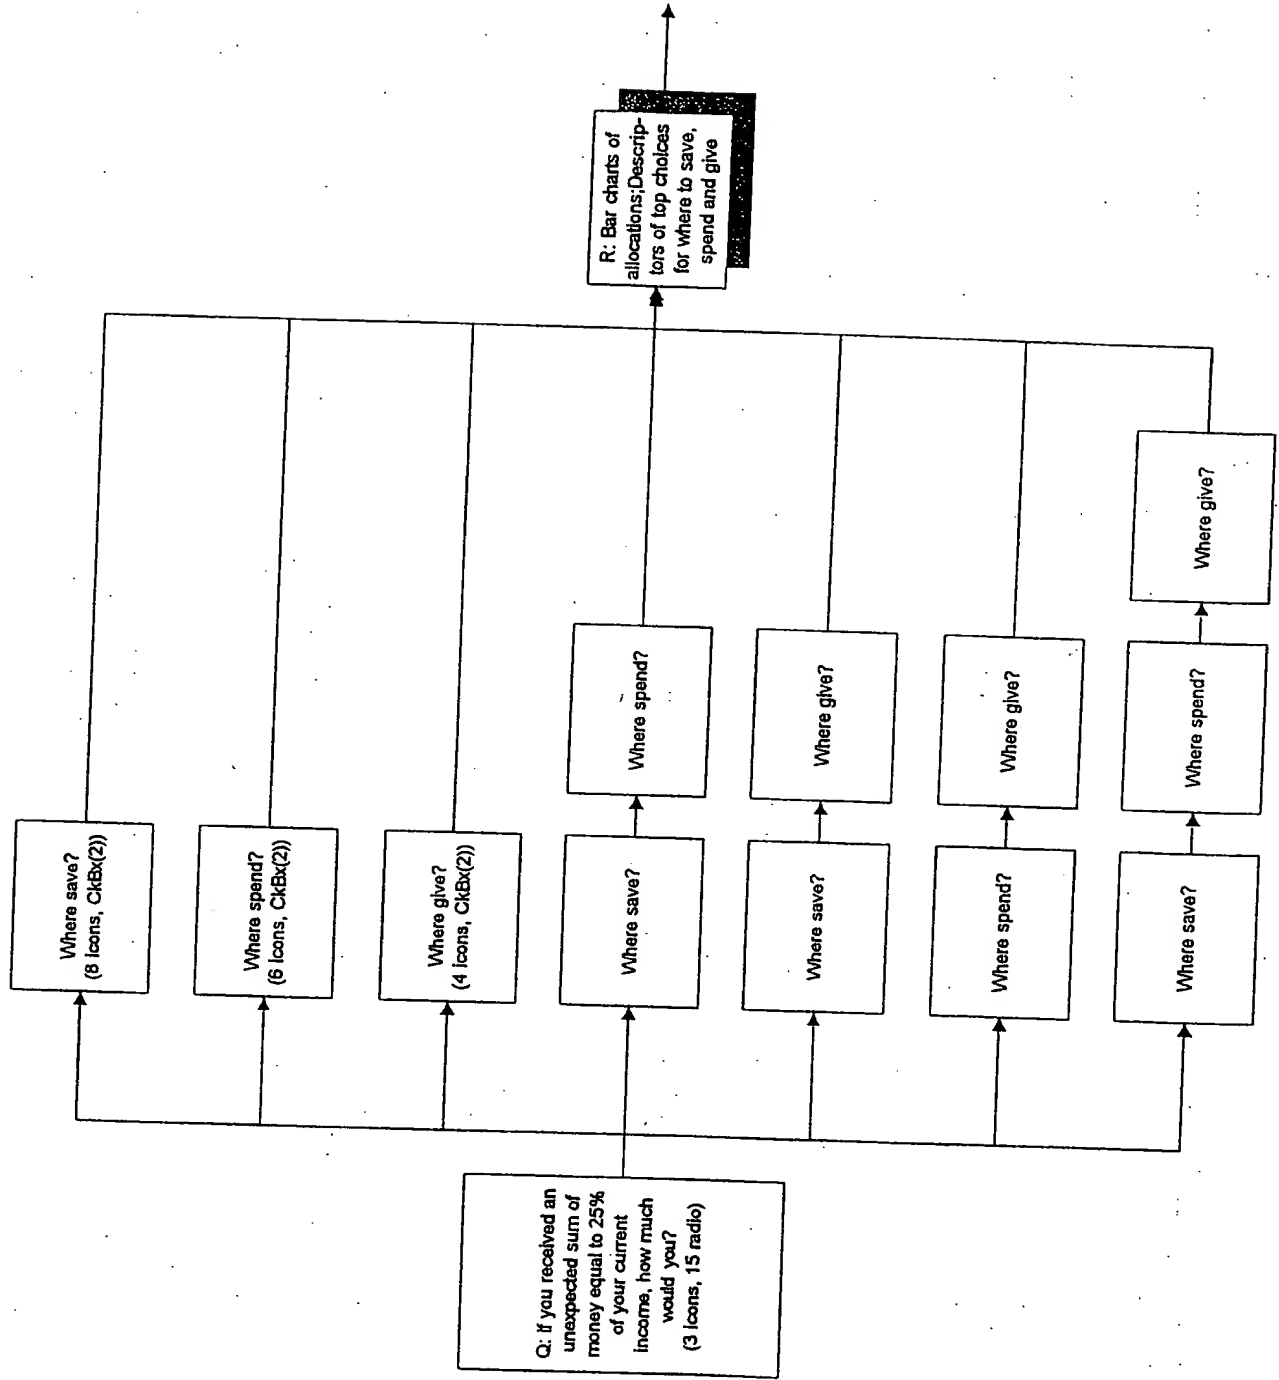 Q: If you received an
unexpected sum of
money equal to 25%
of your current
income, how much
would you?
(3 Icons, 15 radio)
Where save?
(8 Icons, CkBx(2))
Where spend?
(6 Icons, CkBx(2))
Where give?
(4 Icons, CkBx(2))
Where save?
Where spend?
Where save?
Where give?
Where spend?
Where give?
Where save?
Where spend?
Where give?
R: Bar charts of
allocations;Descrip-
tors of top choices
for where to save,
spend and give